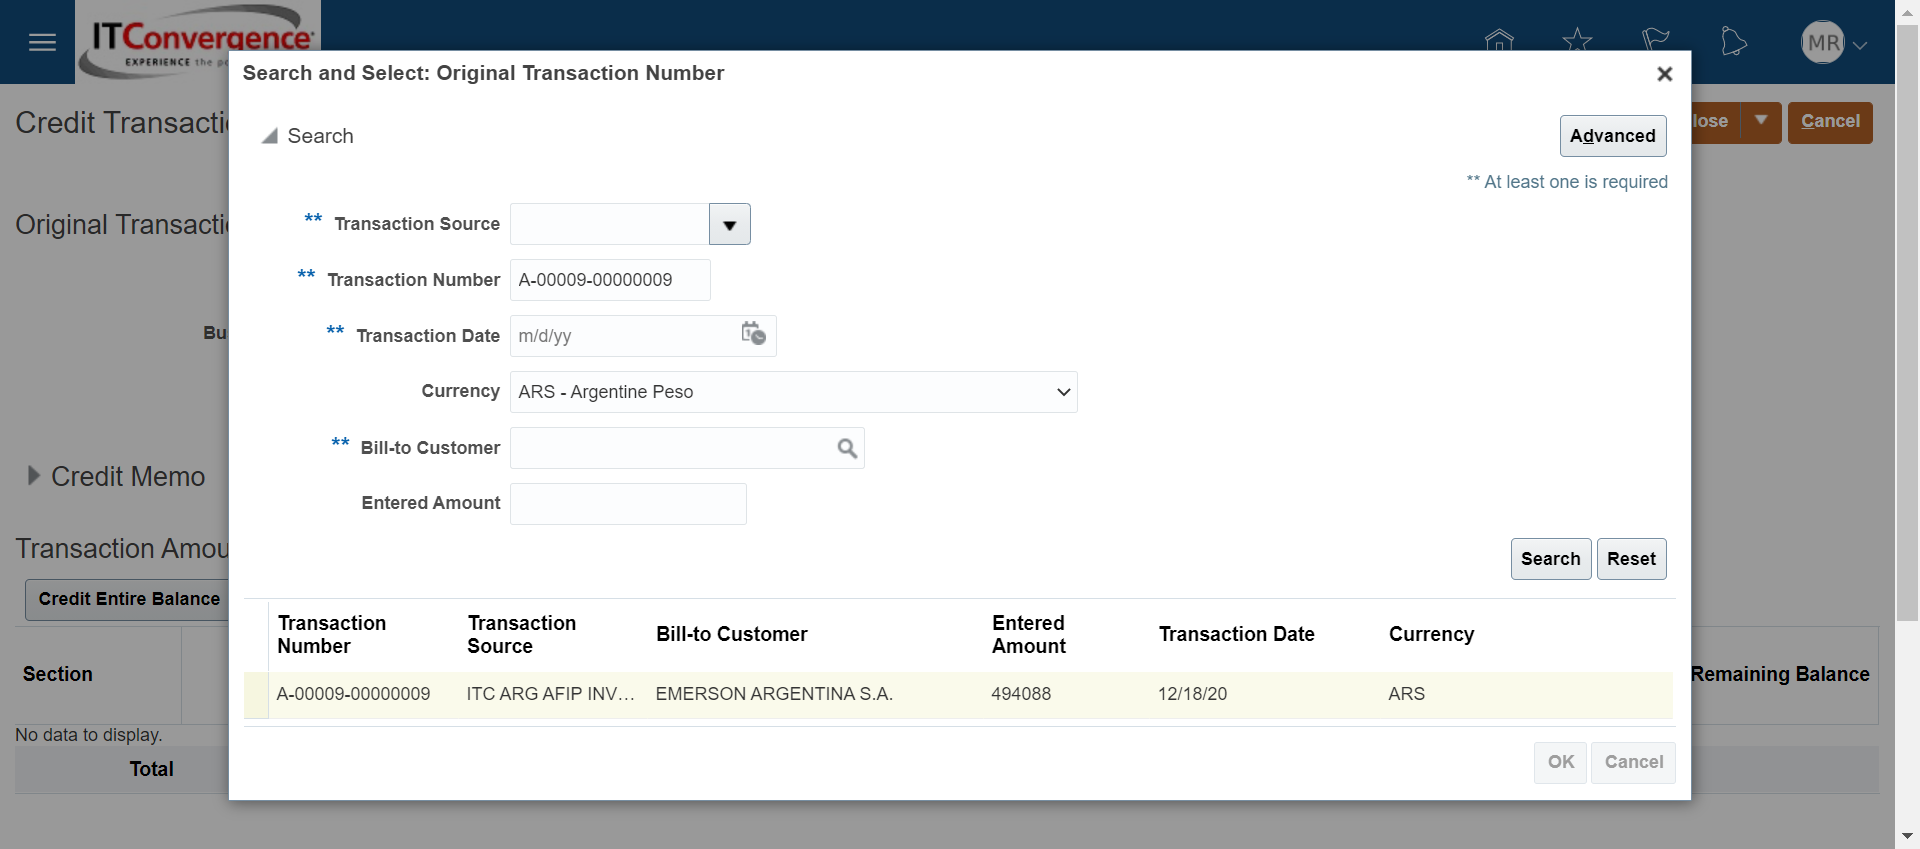 ITConvergence
EXPERIENCE the
MR
Search and Select: Original Transaction Number
Credit Transacti
lose
Cancel
Search
Advanced
** At least one is required
Original Transacti
** Transaction Source
** Transaction Number A-00009-00000009
** Transaction Date m/d/yy
Bu
Currency ARS - Argentine Peso
** Bill-to Customer
Credit Memo
Entered Amount
Transaction Amou
Search Reset
Credit Entire Balance
Transaction Number
Transaction Source
Bill-to Customer
Entered Amount
Transaction Date
Currency
Section
Remaining Balance
A-00009-00000009 ITC ARG AFIP INV... EMERSON ARGENTINA S.A. 494088 12/18/20 ARS
No data to display.
Total
OK Cancel